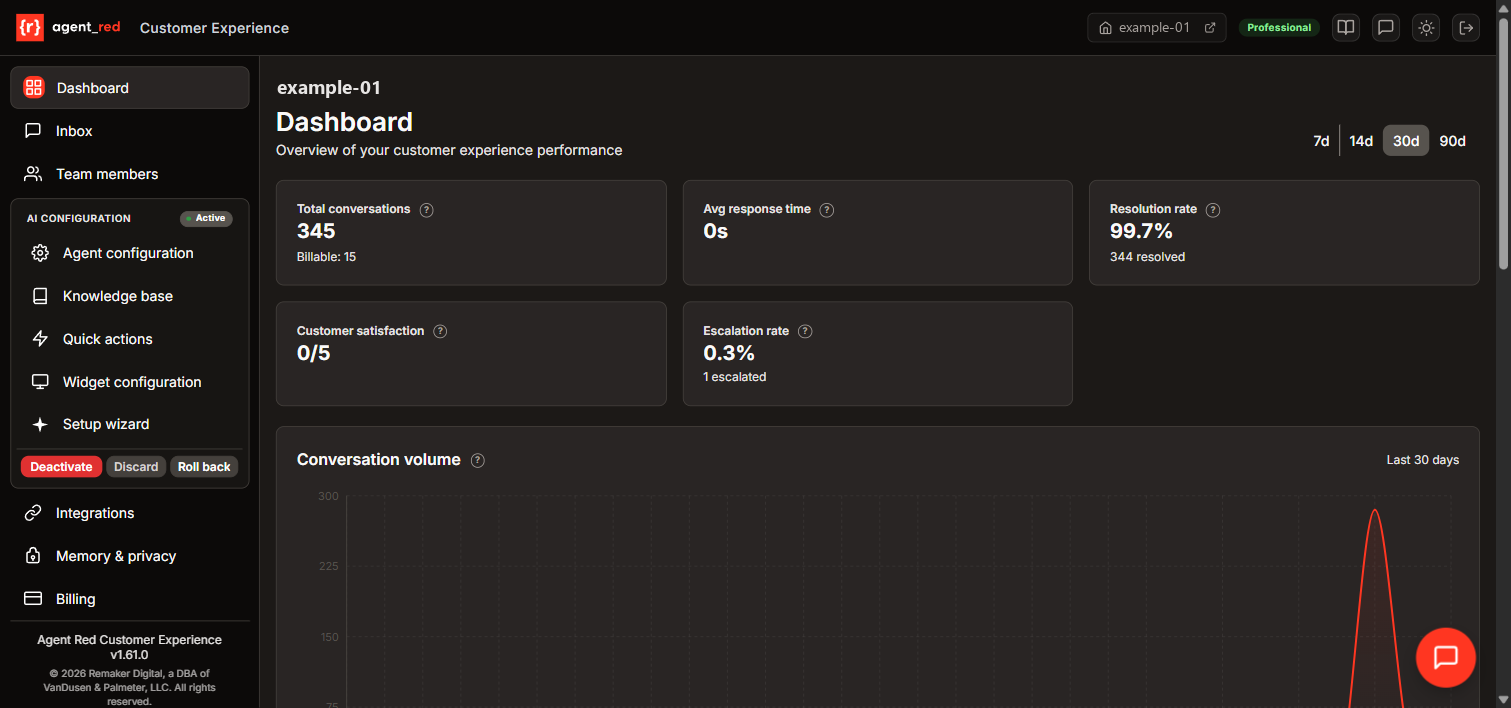 {r} agent_red Customer Experience
example-01
Professional
Dashboard
Inbox
Team members
AI CONFIGURATION
Active
Agent configuration
Knowledge base
Quick actions
Widget configuration
Setup wizard
Deactivate Discard Roll back
Integrations
Memory & privacy
Billing
Agent Red Customer Experience
v1.61.0
© 2026 Remaker Digital, a DBA of
VanDusen & Palmeter, LLC. All rights
reserved.
example-01
Dashboard
Overview of your customer experience performance
7d 14d 30d 90d
Total conversations ?
345
Billable: 15
Avg response time ?
0s
Resolution rate ?
99.7%
344 resolved
Customer satisfaction ?
0/5
Escalation rate ?
0.3%
1 escalated
Conversation volume ?
Last 30 days
300
225
150
75